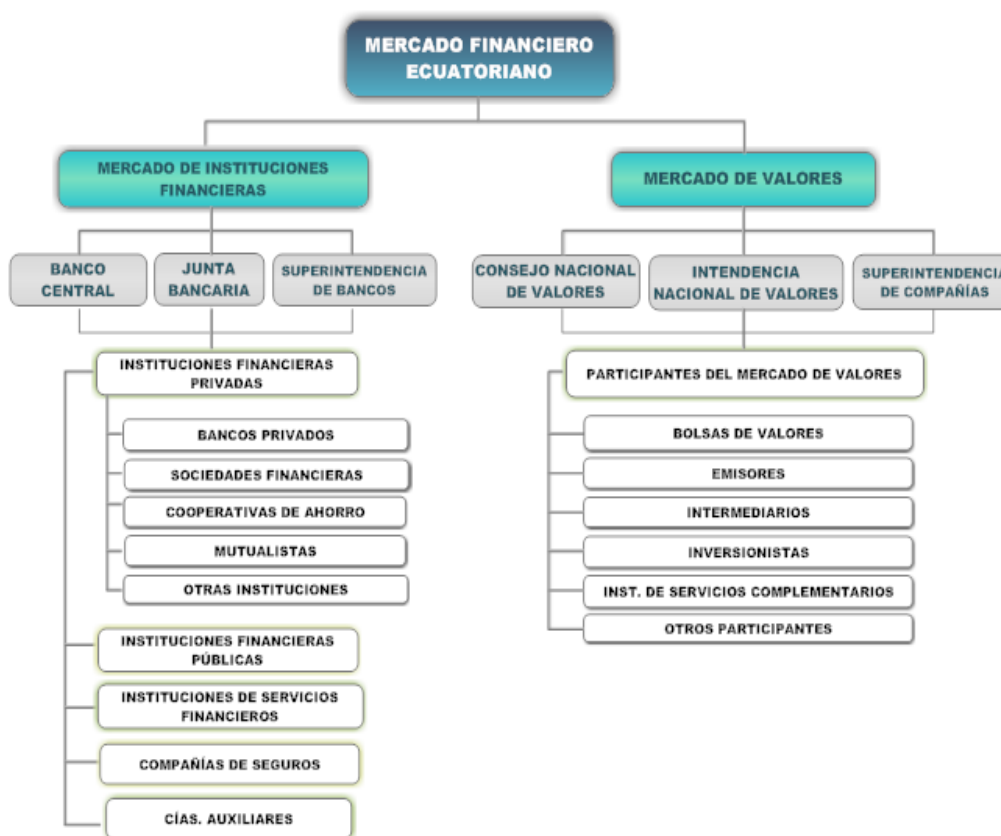 MERCADO FINANCIERO
ECUATORIANO
MERCADO DE INSTITUCIONES
FINANCIERAS
MERCADO DE VALORES
BANCO
CENTRAL
JUNTA
BANCARIA
SUPERINTENDENCIA
DE BANCOS
CONSEJO NACIONAL
DE VALORES
INTENDENCIA
NACIONAL DE VALORES
SUPERINTENDENCIA
DE COMPAÑÍAS
INSTITUCIONES FINANCIERAS
PRIVADAS
BANCOS PRIVADOS
SOCIEDADES FINANCIERAS
COOPERATIVAS DE AHORRO
MUTUALISTAS
OTRAS INSTITUCIONES
INSTITUCIONES FINANCIERAS
PÚBLICAS
INSTITUCIONES DE SERVICIOS
FINANCIEROS
COMPAÑÍAS DE SEGUROS
CÍAS. AUXILIARES
PARTICIPANTES DEL MERCADO DE VALORES
BOLSAS DE VALORES
EMISORES
INTERMEDIARIOS
INVERSIONISTAS
INST. DE SERVICIOS COMPLEMENTARIOS
OTROS PARTICIPANTES